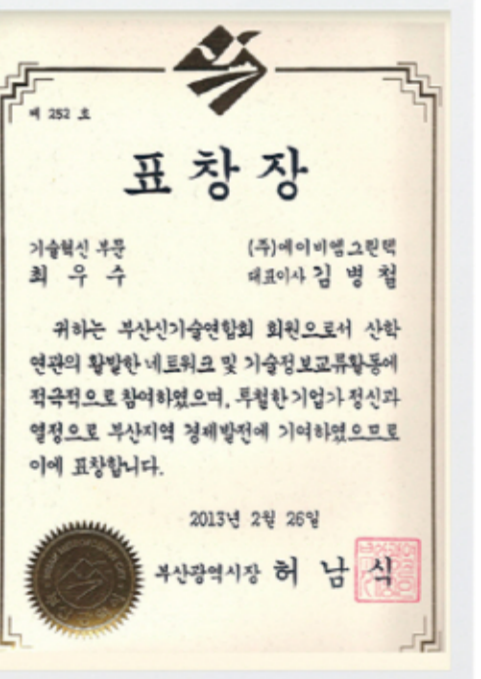 제 252 호
표창장
기술혁신 부문
최 우 수
(주)에이비엠그린텍
대표이사 김 병 철
귀하는 부산신기술연합회 회원으로서 산학
연관의 활발한 네트워크 및 기술정보교류활동에
적극적으로 참여하였으며, 투철한 기업가 정신과
열정으로 부산지역 경제발전에 기여하였으므로
이에 표창합니다.
2013년 2월 26일
부산광역시장 허 남 식